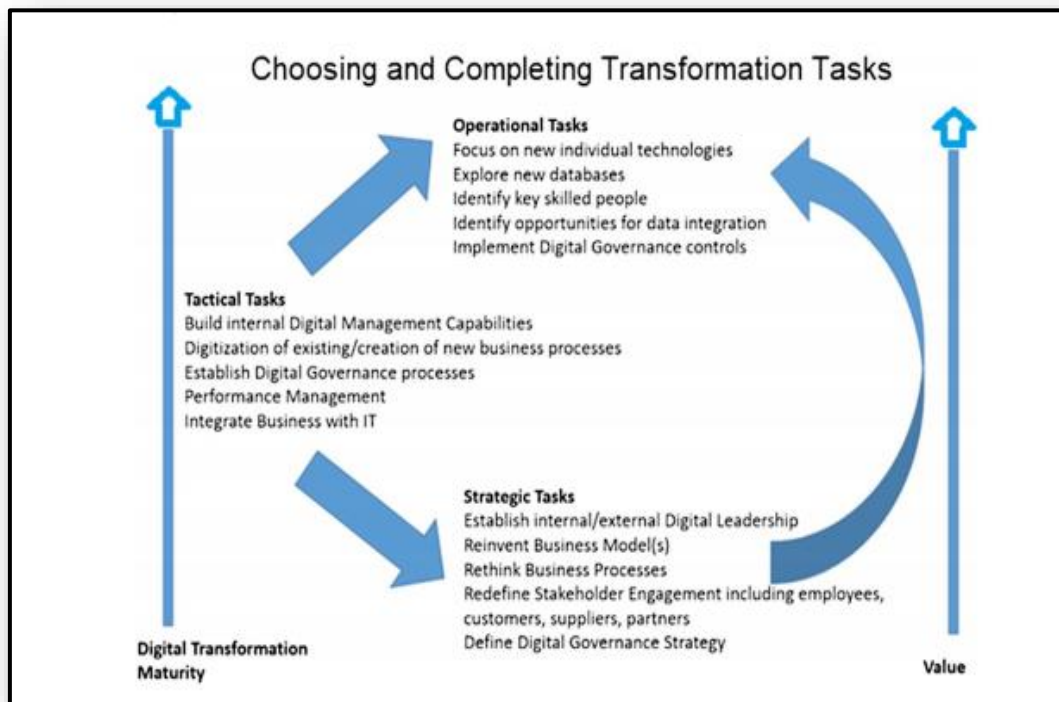 Choosing and Completing Transformation Tasks
Operational Tasks
Focus on new individual technologies
Explore new databases
Identify key skilled people
Identify opportunities for data integration
Implement Digital Governance controls
Tactical Tasks
Build internal Digital Management Capabilities
Digitization of existing/creation of new business processes
Establish Digital Governance processes
Performance Management
Integrate Business with IT
Strategic Tasks
Establish internal/external Digital Leadership
Reinvent Business Model(s)
Rethink Business Processes
Redefine Stakeholder Engagement including employees,
customers, suppliers, partners
Define Digital Governance Strategy
Digital Transformation
Maturity
Value